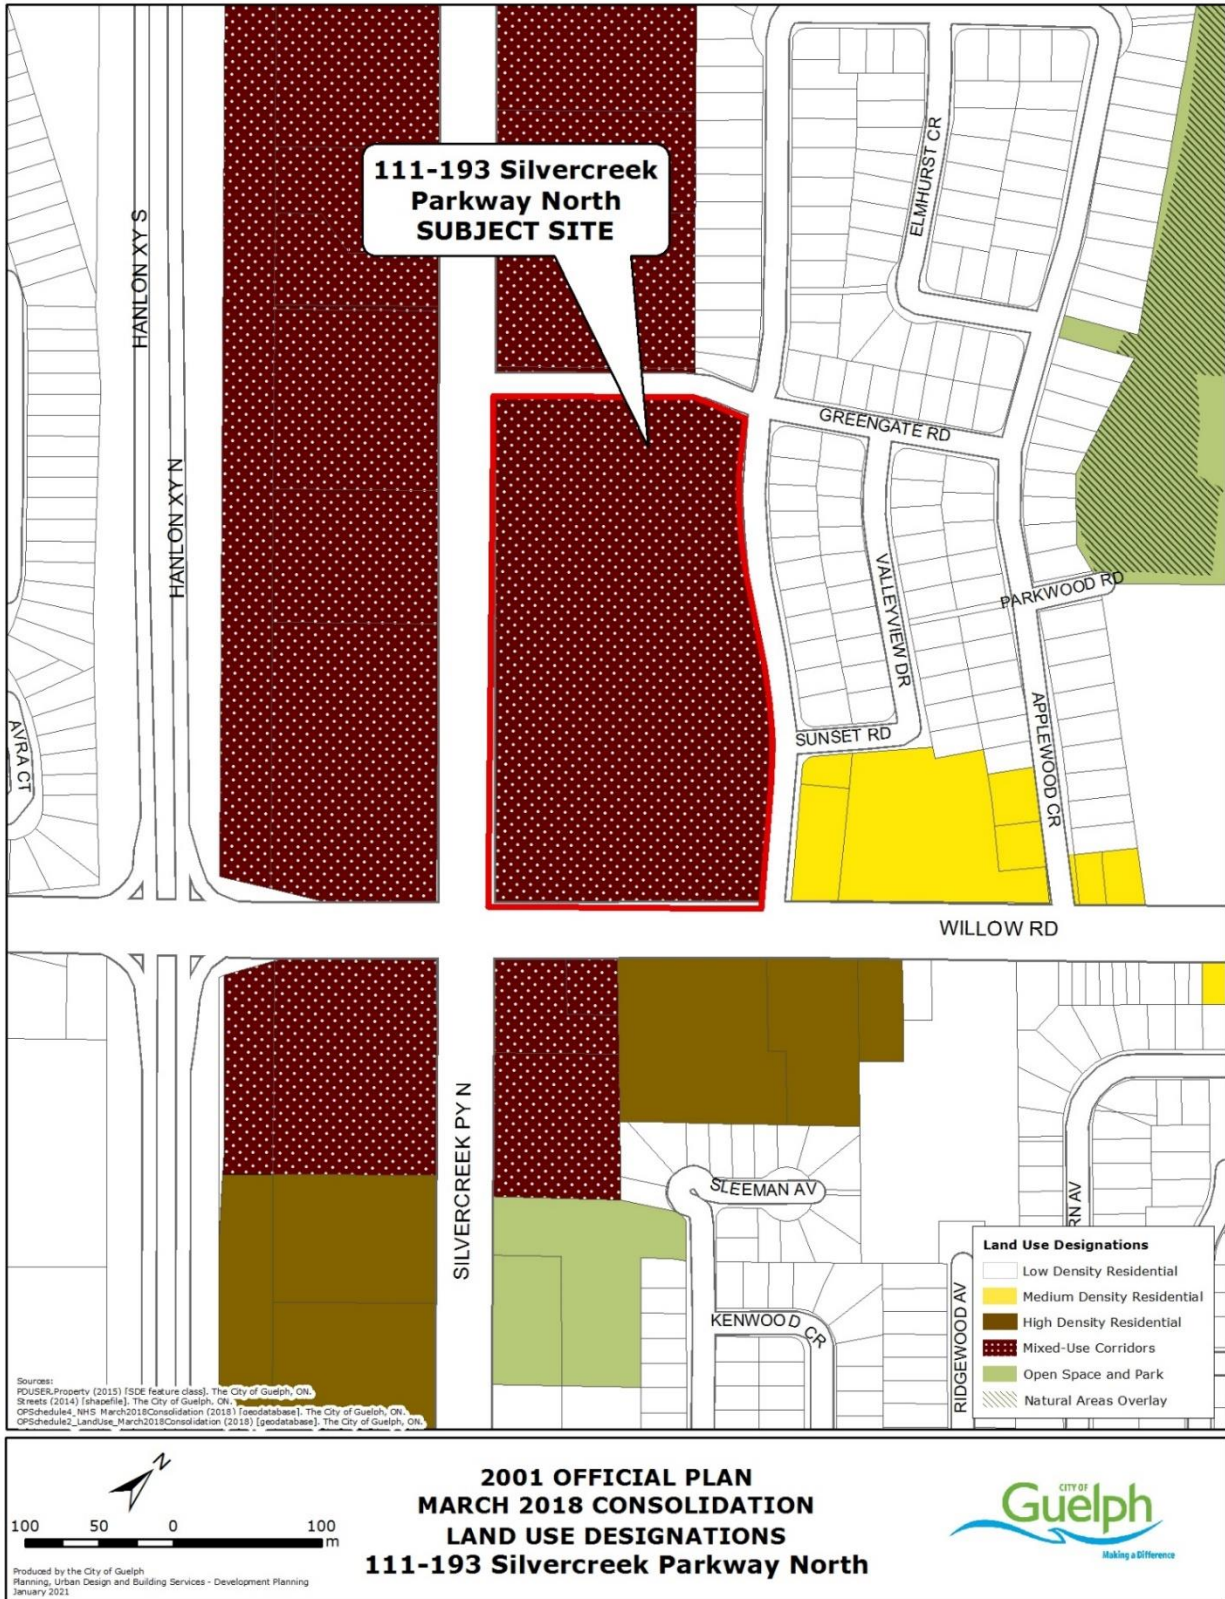 111-193 Silvercreek
Parkway North
SUBJECT SITE
HANLON XY S
HANLON XY N
ELMHURST CR
GREENGATE RD
VALLEYVIEW DR
PARKWOOD RD
APPLEWOOD CR
SUNSET RD
AVRA CT
WILLOW RD
SILVERCREEK PY N
SLEEMAN AV
KENWOOD CR
RIDGEWOOD AV
RN AV
Land Use Designations
Low Density Residential
Medium Density Residential
High Density Residential
Mixed-Use Corridors
Open Space and Park
Natural Areas Overlay
Sources:
PDUSER.Property (2015) [SDE feature class]. The City of Guelph, ON.
Streets (2014) [shapefile]. The City of Guelph, ON.
OPSchedule4_NHS March2018Consolidation (2018) [geodatabase]. The City of Guelph, ON.
OPSchedule2_LandUse_March2018Consolidation (2018) [geodatabase]. The City of Guelph, ON.
N
100 50 0 100
m
Produced by the City of Guelph
Planning, Urban Design and Building Services - Development Planning
January 2021
2001 OFFICIAL PLAN
MARCH 2018 CONSOLIDATION
LAND USE DESIGNATIONS
111-193 Silvercreek Parkway North
CITY OF
Guelph
Making a Difference